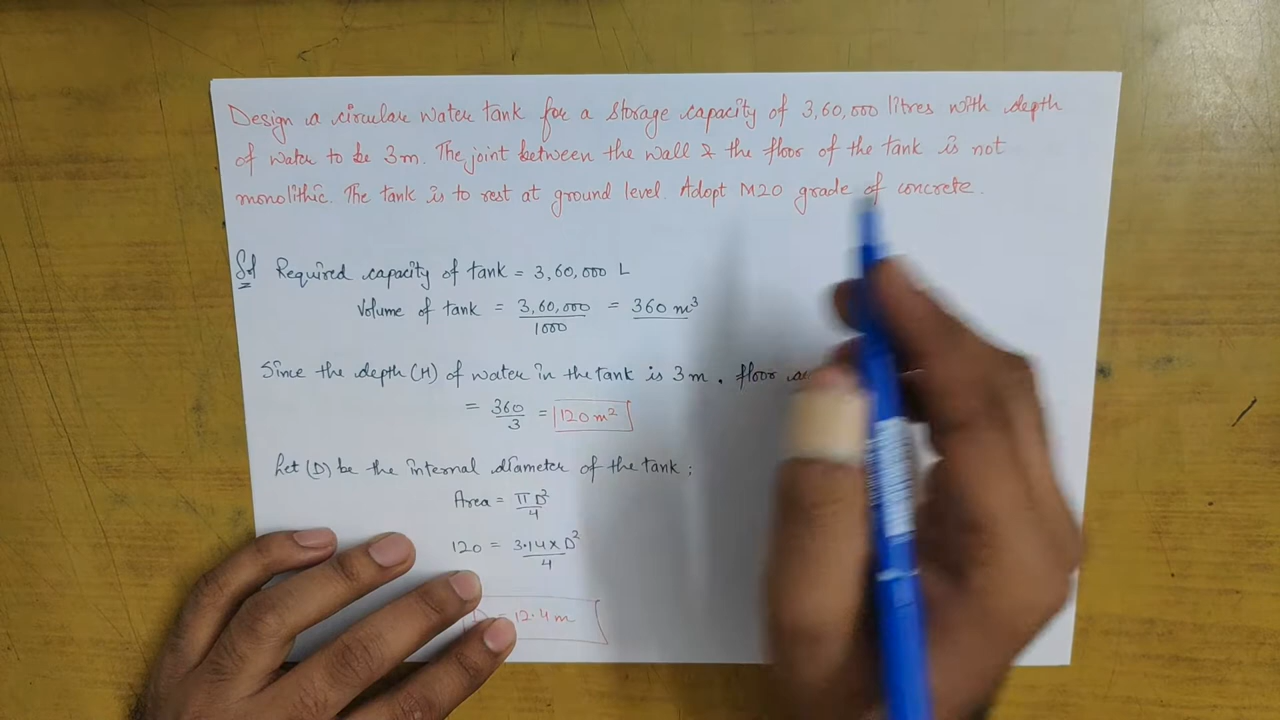 Design a circular water tank for a storage capacity of 3,60,000 litres with depth
of water to be 3m. The joint between the wall & the floor of the tank is not
monolithic. The tank is to rest at ground level. Adopt M20 grade of concrete.
Sol Required capacity of tank = 3,60,000 L
Volume of tank = 3,60,000/1000 = 360 m³
Since the depth (H) of water in the tank is 3m. floor
= 360/3 = 120 m²
Let (D) be the internal diameter of the tank;
Area = πD²/4
120 = 3.14 x D²/4
= 12.4m